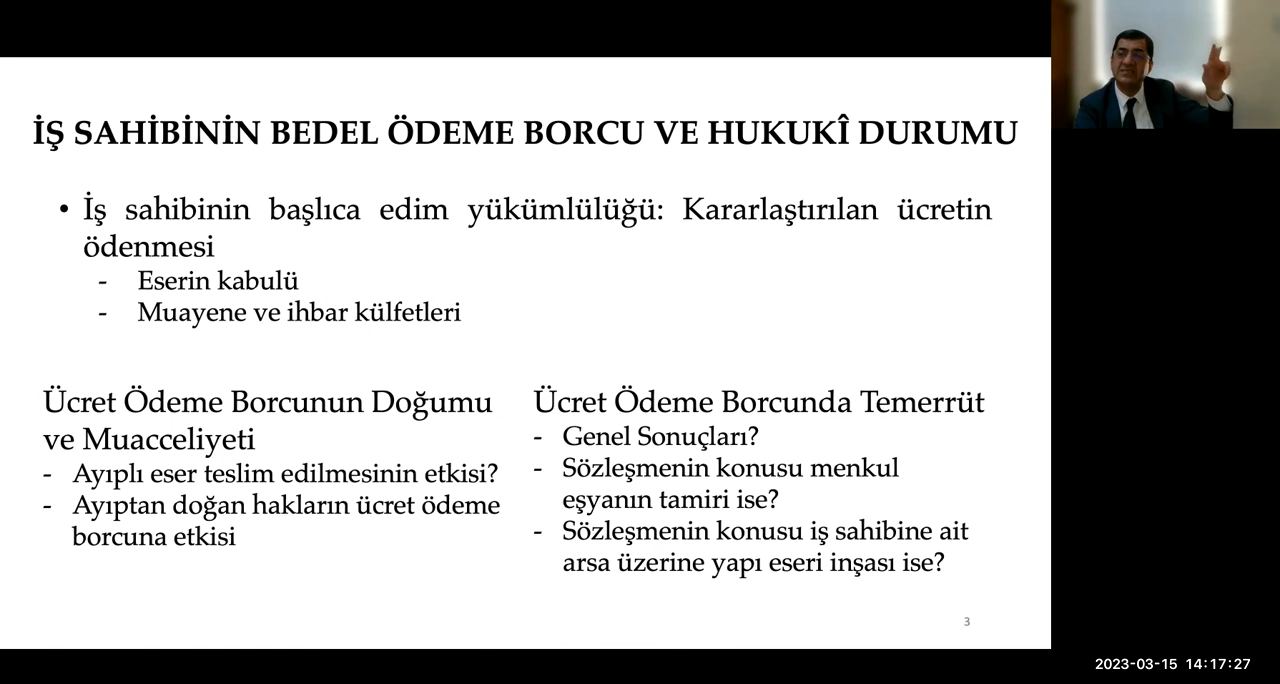 İŞ SAHİBİNİN BEDEL ÖDEME BORCU VE HUKUKÎ DURUMU
• İş sahibinin başlıca edim yükümlülüğü: Kararlaştırılan ücretin
ödenmesi
- Eserin kabulü
- Muayene ve ihbar külfetleri
Ücret Ödeme Borcunun Doğumu
ve Muacceliyeti
- Ayıplı eser teslim edilmesinin etkisi?
- Ayıptan doğan hakların ücret ödeme
borcuna etkisi
Ücret Ödeme Borcunda Temerrüt
- Genel Sonuçları?
- Sözleşmenin konusu menkul
eşyanın tamiri ise?
- Sözleşmenin konusu iş sahibine ait
arsa üzerine yapı eseri inşası ise?
3
2023-03-15 14:17:27